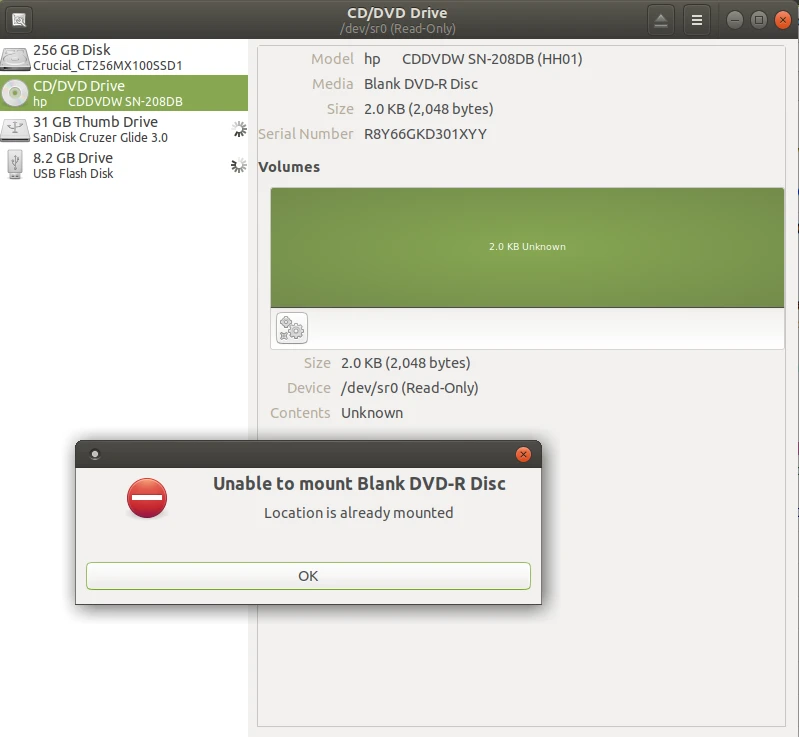 CD/DVD Drive
/dev/sr0 (Read-Only)
256 GB Disk
Crucial_CT256MX100SSD1
CD/DVD Drive
hp CDDVDW SN-208DB
31 GB Thumb Drive
SanDisk Cruzer Glide 3.0
8.2 GB Drive
USB Flash Disk
Model hp CDDVDW SN-208DB (HH01)
Media Blank DVD-R Disc
Size 2.0 KB (2,048 bytes)
Serial Number R8Y66GKD301XYY
Volumes
2.0 KB Unknown
Size 2.0 KB (2,048 bytes)
Device /dev/sr0 (Read-Only)
Contents Unknown
Unable to mount Blank DVD-R Disc
Location is already mounted
OK